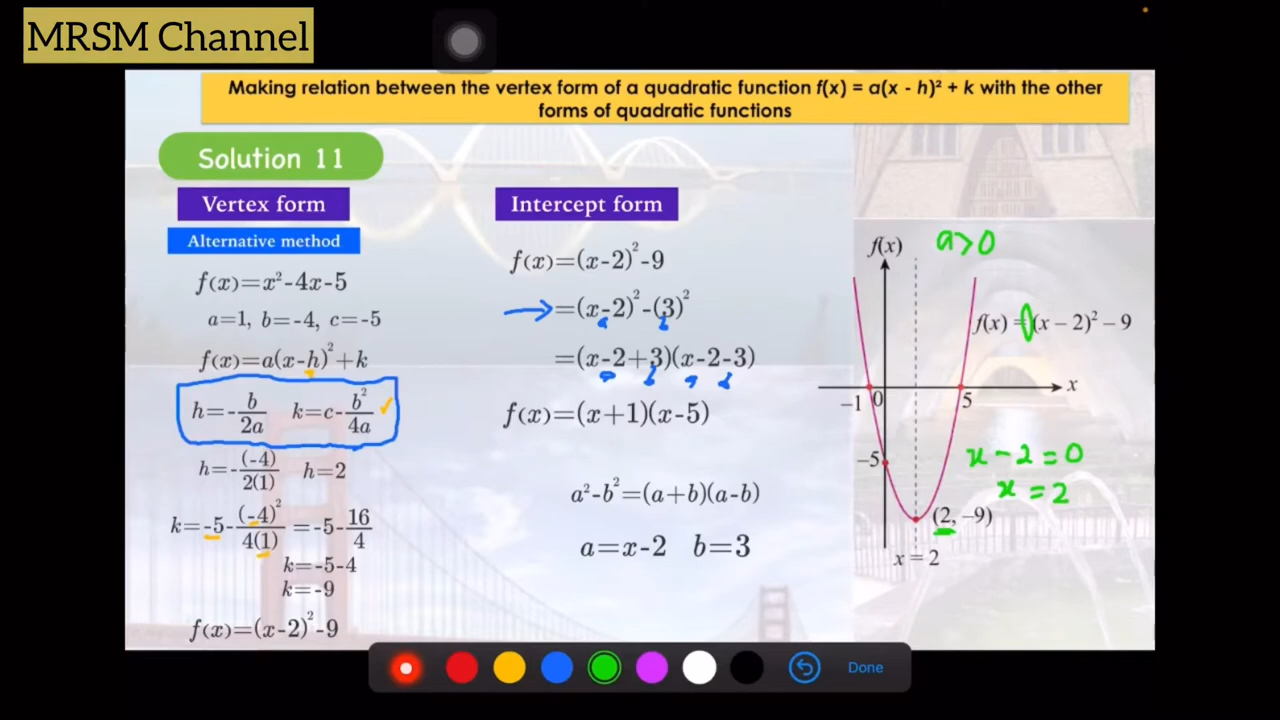 MRSM Channel
Making relation between the vertex form of a quadratic function f(x) = a(x - h)² + k with the other
forms of quadratic functions
Solution 11
Vertex form
Alternative method
f(x)=x²-4x-5
a=1, b=-4, c=-5
f(x)=a(x-h)²+k
h=-b/2a k=c-b²/4a ✓
h=-(-4)/2(1) h=2
k=-5-(-4)²/4(1) =-5-16/4
k=-5-4
k=-9
f(x)=(x-2)²-9
Intercept form
f(x)=(x-2)²-9
→ =(x-2)²-(3)²
a b
=(x-2+3)(x-2-3)
a b a b
f(x)=(x+1)(x-5)
a²-b²=(a+b)(a-b)
a=x-2 b=3
f(x) a>0
f(x) = (x – 2)² – 9
x
–1 0 5
–5
x - 2 = 0
x = 2
(2, –9)
x = 2
Done